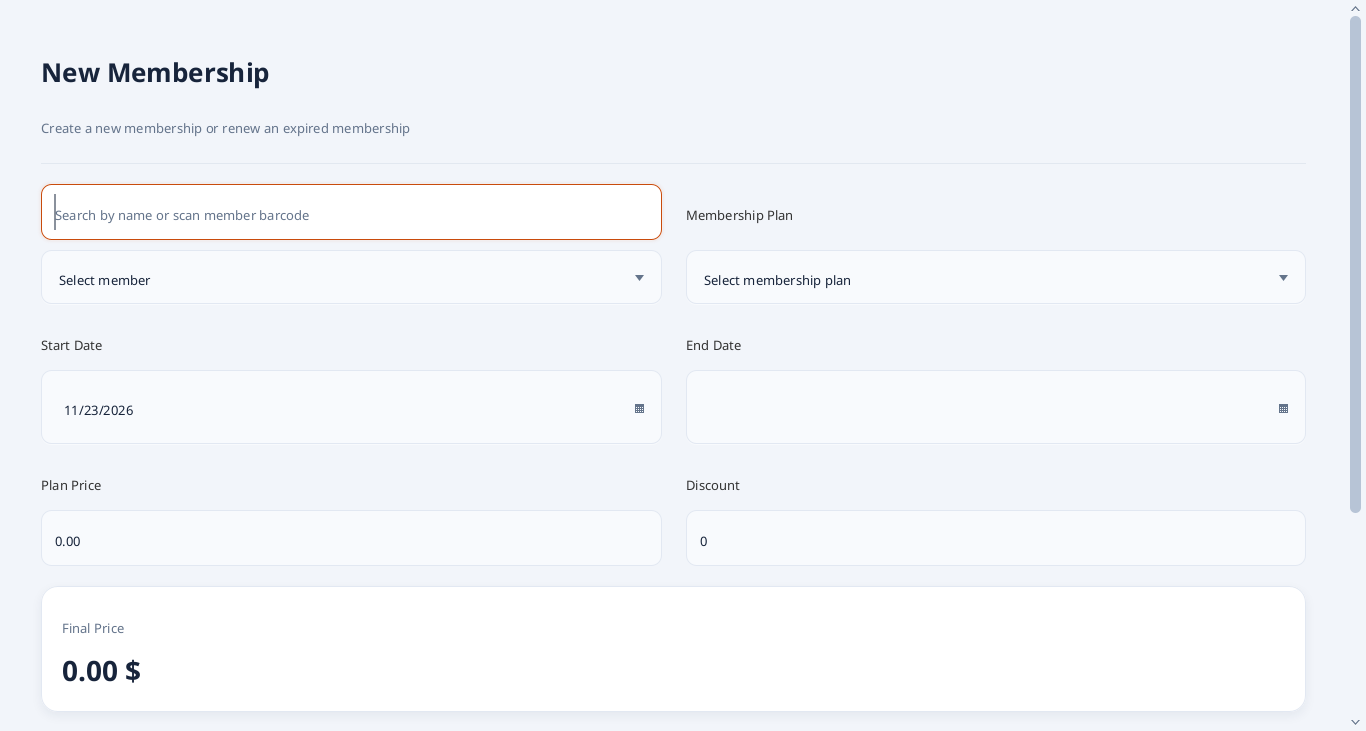 New Membership
Create a new membership or renew an expired membership
Search by name or scan member barcode
Membership Plan
Select member
Select membership plan
Start Date
End Date
11/23/2026
Plan Price
Discount
0.00
0
Final Price
0.00 $